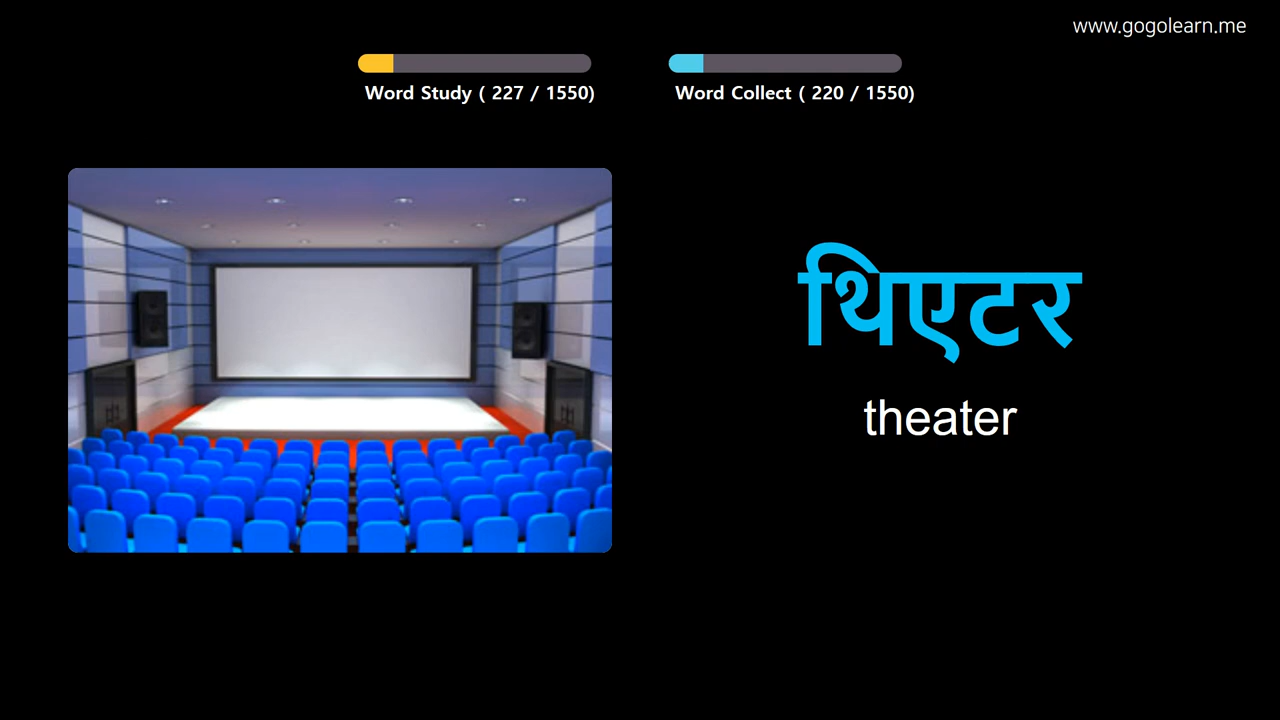 www.gogolearn.me
Word Study ( 227 / 1550)
Word Collect ( 220 / 1550)
थिएटर
theater